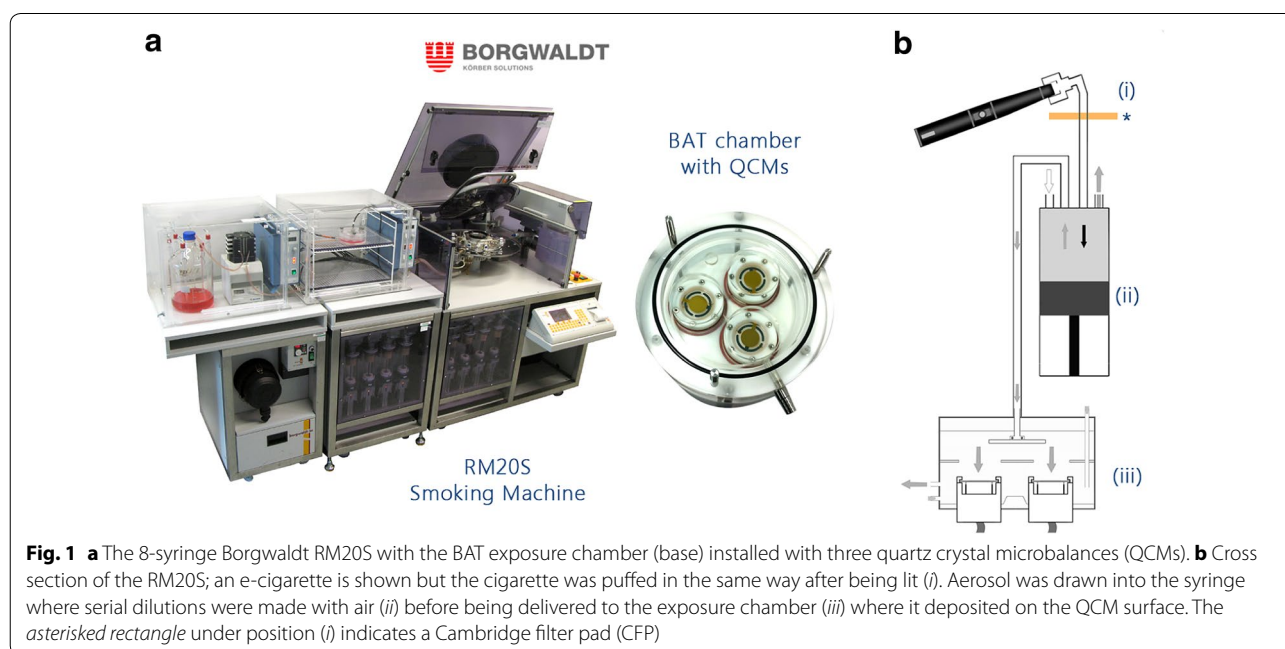 a
BORGWALDT
KÖRBER SOLUTIONS
BAT chamber
with QCMs
RM20S
Smoking Machine
b
(i)
*
(ii)
(iii)
Fig. 1 a The 8-syringe Borgwaldt RM20S with the BAT exposure chamber (base) installed with three quartz crystal microbalances (QCMs). b Cross
section of the RM20S; an e-cigarette is shown but the cigarette was puffed in the same way after being lit (i). Aerosol was drawn into the syringe
where serial dilutions were made with air (ii) before being delivered to the exposure chamber (iii) where it deposited on the QCM surface. The
asterisked rectangle under position (i) indicates a Cambridge filter pad (CFP)